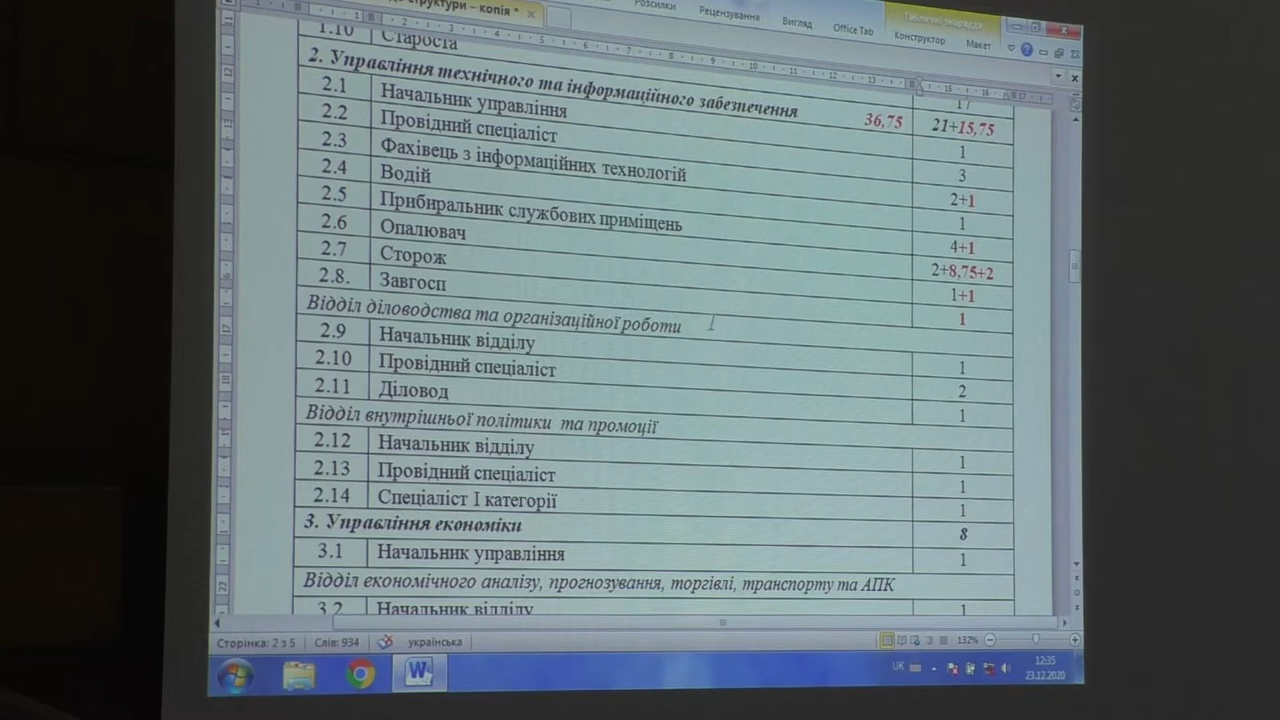 структури – копія *
Розсилки Рецензування Вигляд Office Tab Конструктор Макет
1.10 Староста 17
2. Управління технічного та інформаційного забезпечення 36,75 21+15,75
2.1 Начальник управління 1
2.2 Провідний спеціаліст 3
2.3 Фахівець з інформаційних технологій 2+1
2.4 Водій 1
2.5 Прибиральник службових приміщень 4+1
2.6 Опалювач 2+8,75+2
2.7 Сторож 1+1
2.8. Завгосп 1
Відділ діловодства та організаційної роботи
2.9 Начальник відділу 1
2.10 Провідний спеціаліст 2
2.11 Діловод 1
Відділ внутрішньої політики та промоції
2.12 Начальник відділу 1
2.13 Провідний спеціаліст 1
2.14 Спеціаліст І категорії 1
3. Управління економіки 8
3.1 Начальник управління 1
Відділ економічного аналізу, прогнозування, торгівлі, транспорту та АПК
3.2 Начальник відділу 1
Сторінка: 2 з 5 Слів: 934 українська 132%
UK 12:35
23.12.2020